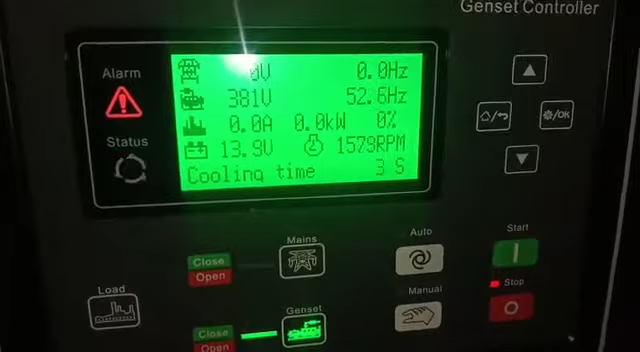 Genset Controller
Alarm
Status
0V 0.0Hz
381V 52.6Hz
0.0A 0.0kW 0%
13.9V 1579RPM
Cooling time 3 S
/OK
Mains
Close
Open
Auto
Start
Load
Manual
Stop
Genset
Close
Open